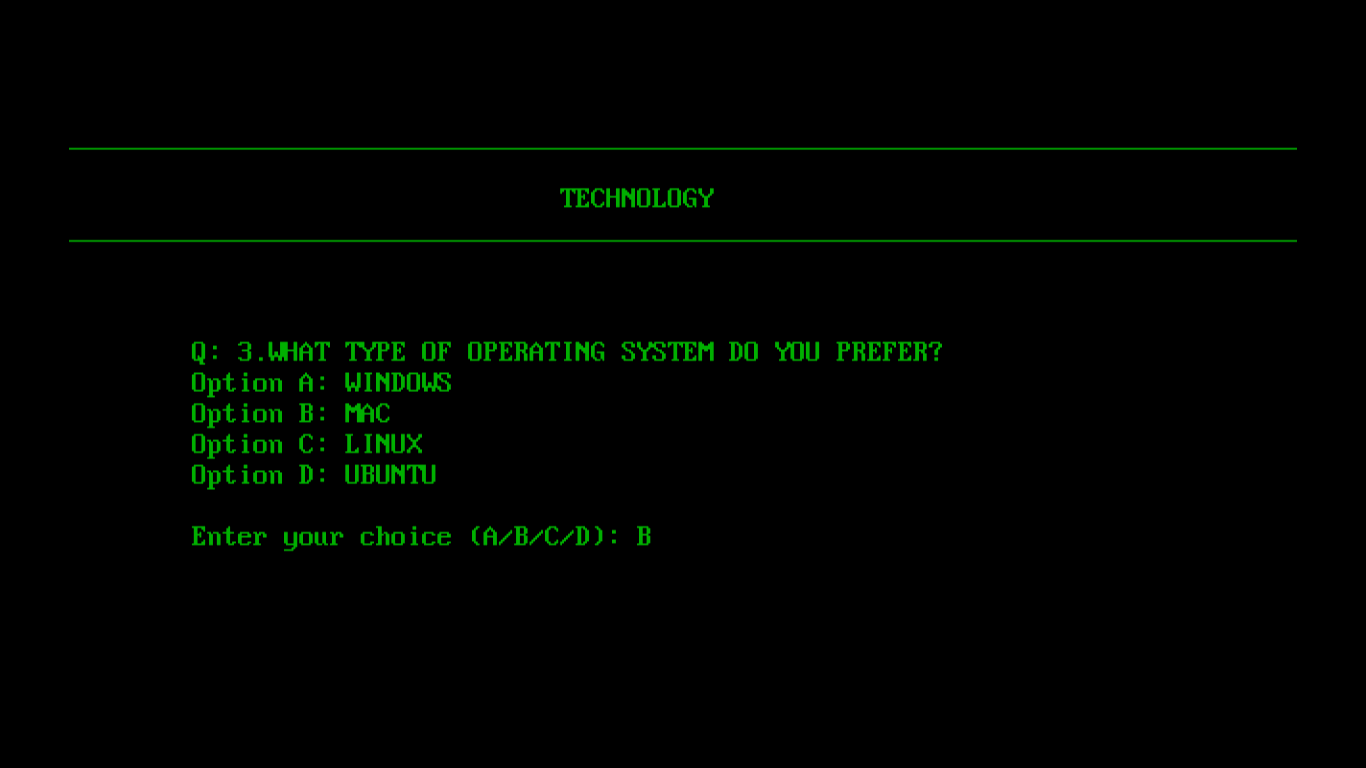 TECHNOLOGY
Q: 3.WHAT TYPE OF OPERATING SYSTEM DO YOU PREFER?
Option A: WINDOWS
Option B: MAC
Option C: LINUX
Option D: UBUNTU
Enter your choice (A/B/C/D): B